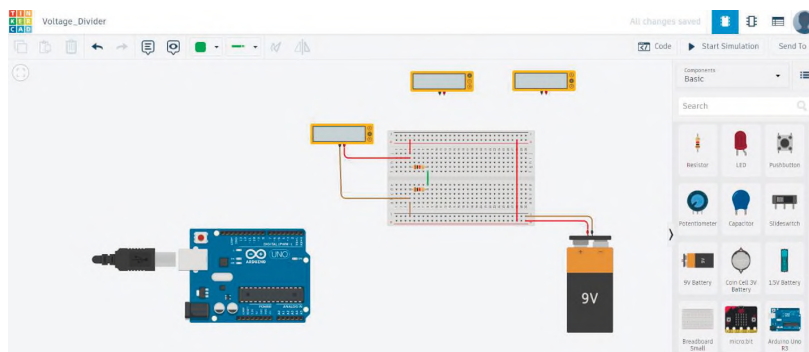 TIN
KER
CAD
Voltage_Divider
All changes saved
Code
Start Simulation
Send To
Components
Basic
Search
Resistor
LED
Pushbutton
Potentiometer
Capacitor
Slideswitch
9V Battery
Coin Cell 3V
Battery
1.5V Battery
Breadboard
Small
micro:bit
Arduino Uno
R3
UNO
ARDUINO
9V